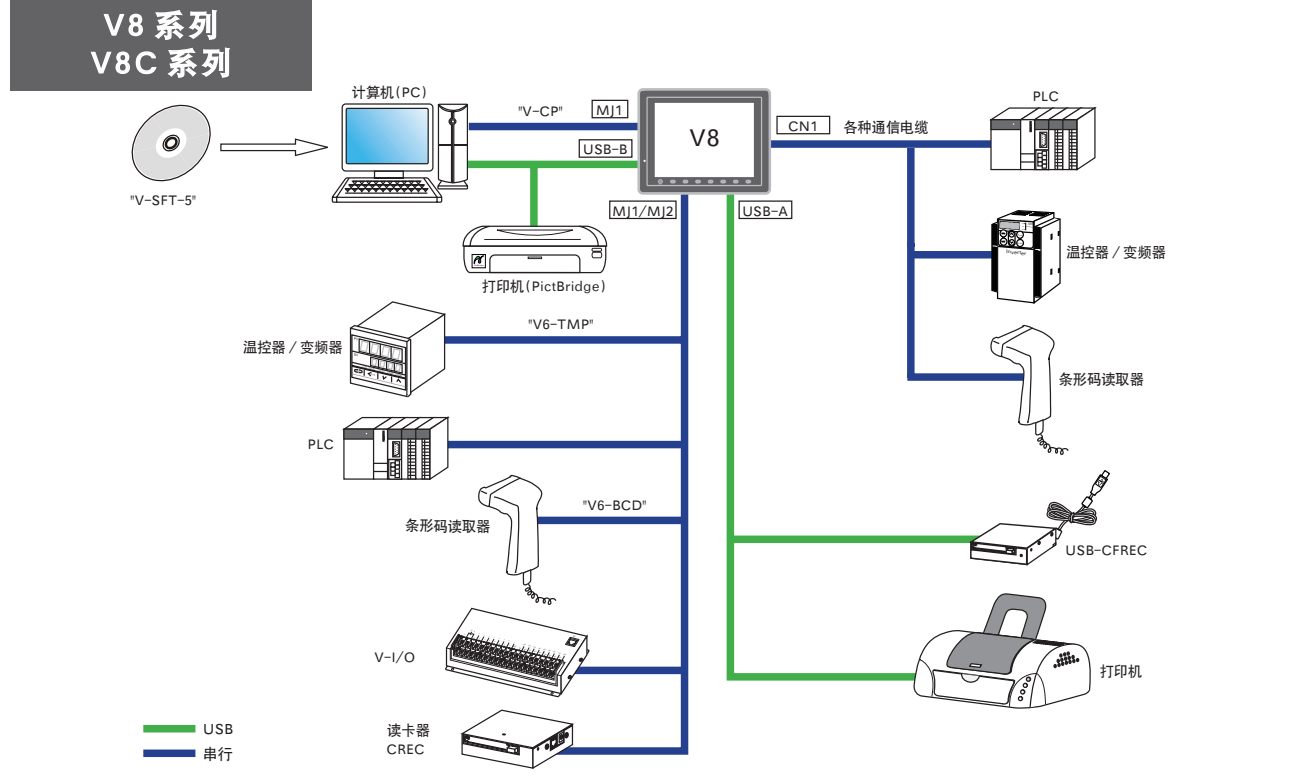 V8 系列
V8C 系列
计算机(PC)
"V-CP"
MJ1
V8
CN1
各种通信电缆
PLC
USB-B
"V-SFT-5"
MJ1/MJ2
USB-A
打印机(PictBridge)
温控器 / 变频器
Inverter
"V6-TMP"
温控器 / 变频器
条形码读取器
PLC
"V6-BCD"
条形码读取器
USB-CFREC
V-I/O
打印机
USB
串行
读卡器
CREC